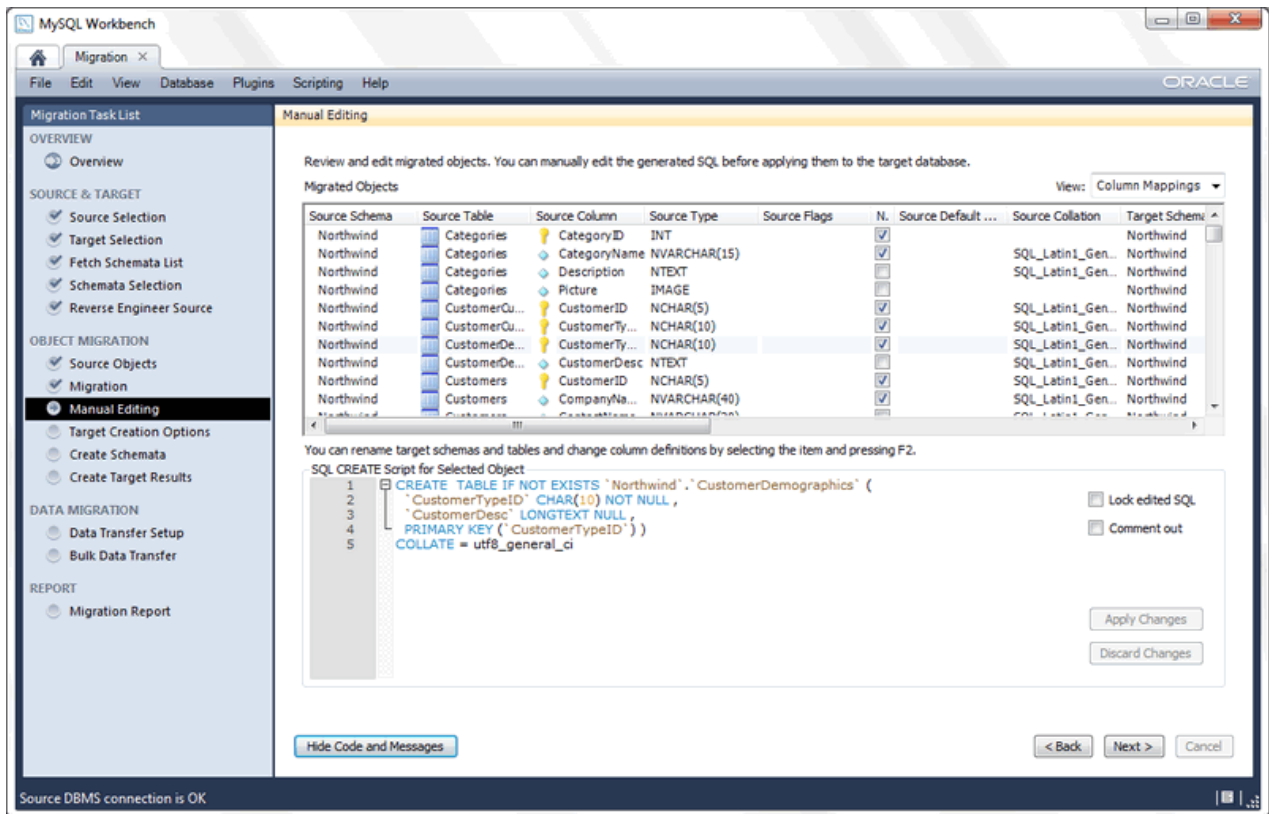 MySQL Workbench
Migration
File Edit View Database Plugins Scripting Help
ORACLE
Migration Task List
OVERVIEW
Overview
SOURCE & TARGET
Source Selection
Target Selection
Fetch Schemata List
Schemata Selection
Reverse Engineer Source
OBJECT MIGRATION
Source Objects
Migration
Manual Editing
Target Creation Options
Create Schemata
Create Target Results
DATA MIGRATION
Data Transfer Setup
Bulk Data Transfer
REPORT
Migration Report
Manual Editing
Review and edit migrated objects. You can manually edit the generated SQL before applying them to the target database.
Migrated Objects
View: Column Mappings
Source Schema Source Table Source Column Source Type Source Flags N. Source Default ... Source Collation Target Schema
Northwind Categories CategoryID INT Northwind
Northwind Categories CategoryName NVARCHAR(15) SQL_Latin1_Gen... Northwind
Northwind Categories Description NTEXT SQL_Latin1_Gen... Northwind
Northwind Categories Picture IMAGE Northwind
Northwind CustomerCu... CustomerID NCHAR(5) SQL_Latin1_Gen... Northwind
Northwind CustomerCu... CustomerTy... NCHAR(10) SQL_Latin1_Gen... Northwind
Northwind CustomerDe... CustomerTy... NCHAR(10) SQL_Latin1_Gen... Northwind
Northwind CustomerDe... CustomerDesc NTEXT SQL_Latin1_Gen... Northwind
Northwind Customers CustomerID NCHAR(5) SQL_Latin1_Gen... Northwind
Northwind Customers CompanyNa... NVARCHAR(40) SQL_Latin1_Gen... Northwind
You can rename target schemas and tables and change column definitions by selecting the item and pressing F2.
SQL CREATE Script for Selected Object
1 CREATE TABLE IF NOT EXISTS `Northwind`.`CustomerDemographics` (
2 `CustomerTypeID` CHAR(10) NOT NULL ,
3 `CustomerDesc` LONGTEXT NULL ,
4 PRIMARY KEY (`CustomerTypeID`) )
5 COLLATE = utf8_general_ci
Lock edited SQL
Comment out
Apply Changes
Discard Changes
Hide Code and Messages
< Back Next > Cancel
Source DBMS connection is OK